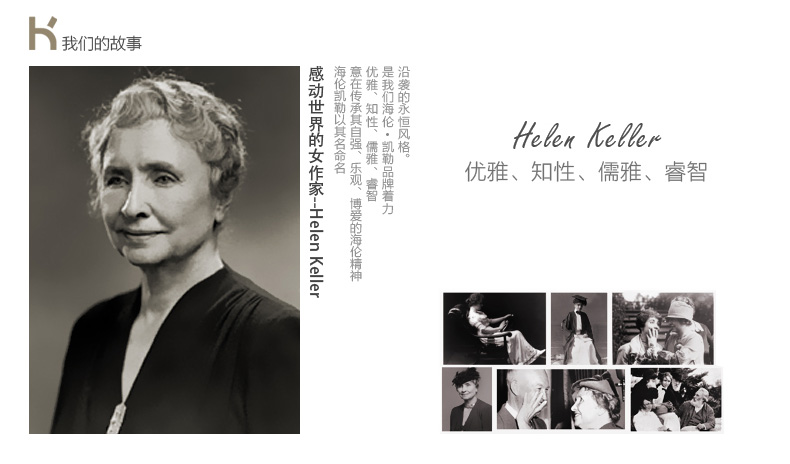 我们的故事
感动世界的女作家--Helen Keller
海伦凯勒以其名命名
意在传承其自强、乐观、博爱的海伦精神
优雅、知性、儒雅、睿智
是我们海伦·凯勒品牌着力
沿袭的永恒风格。
Helen Keller
优雅、知性、儒雅、睿智